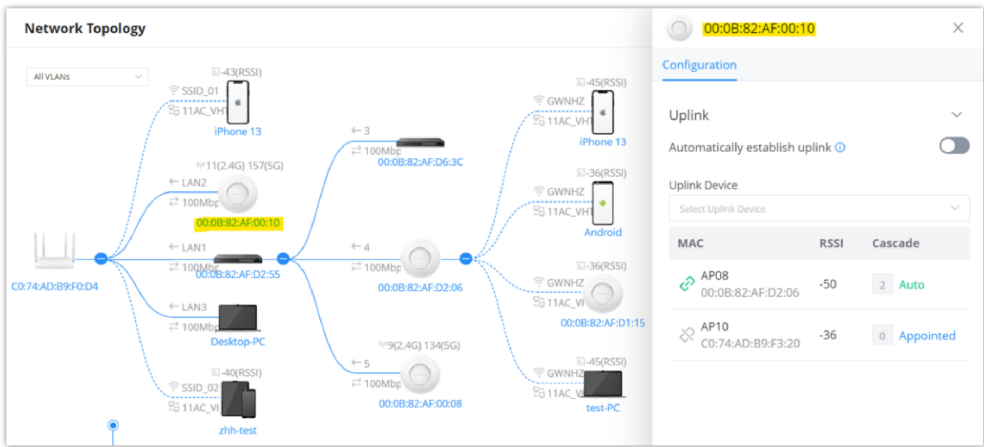 Network Topology
All VLANs
-43(RSSI)
SSID_01
11AC_VHT
iPhone 13
11(2.4G) 157(5G)
LAN2
100Mbp
00:0B:82:AF:00:10
C0:74:AD:B9:F0:D4
LAN1
100Mbp
00:0B:82:AF:D2:55
LAN3
100Mbp
Desktop-PC
-40(RSSI)
SSID_02
11AC_VI
zhh-test
3
100Mbp
00:0B:82:AF:D6:3C
4
100Mbp
00:0B:82:AF:D2:06
9(2.4G) 134(5G)
5
100Mbp
00:0B:82:AF:00:08
-45(RSSI)
GWNHZ
11AC_VHT
iPhone 13
-36(RSSI)
GWNHZ
11AC_VHT
Android
-36(RSSI)
GWNHZ
11AC_VI
00:0B:82:AF:D1:15
-45(RSSI)
GWNHZ
11AC_V
test-PC
00:0B:82:AF:00:10
Configuration
Uplink
Automatically establish uplink
Uplink Device
Select Uplink Device
MAC RSSI Cascade
AP08
00:0B:82:AF:D2:06 -50 2 Auto
AP10
C0:74:AD:B9:F3:20 -36 0 Appointed